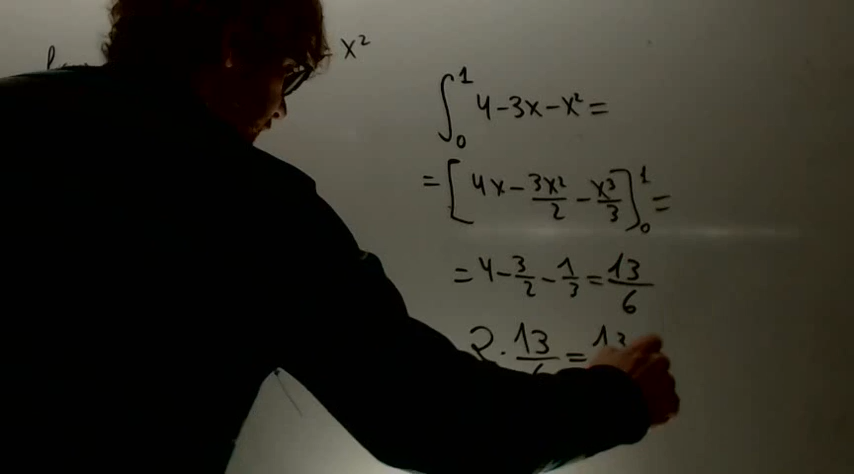 x²
∫₀¹ 4-3x-x² =
= [4x - 3x²/2 - x³/3]₀¹ =
= 4 - 3/2 - 1/3 = 13/6
2 · 13/6 = 13